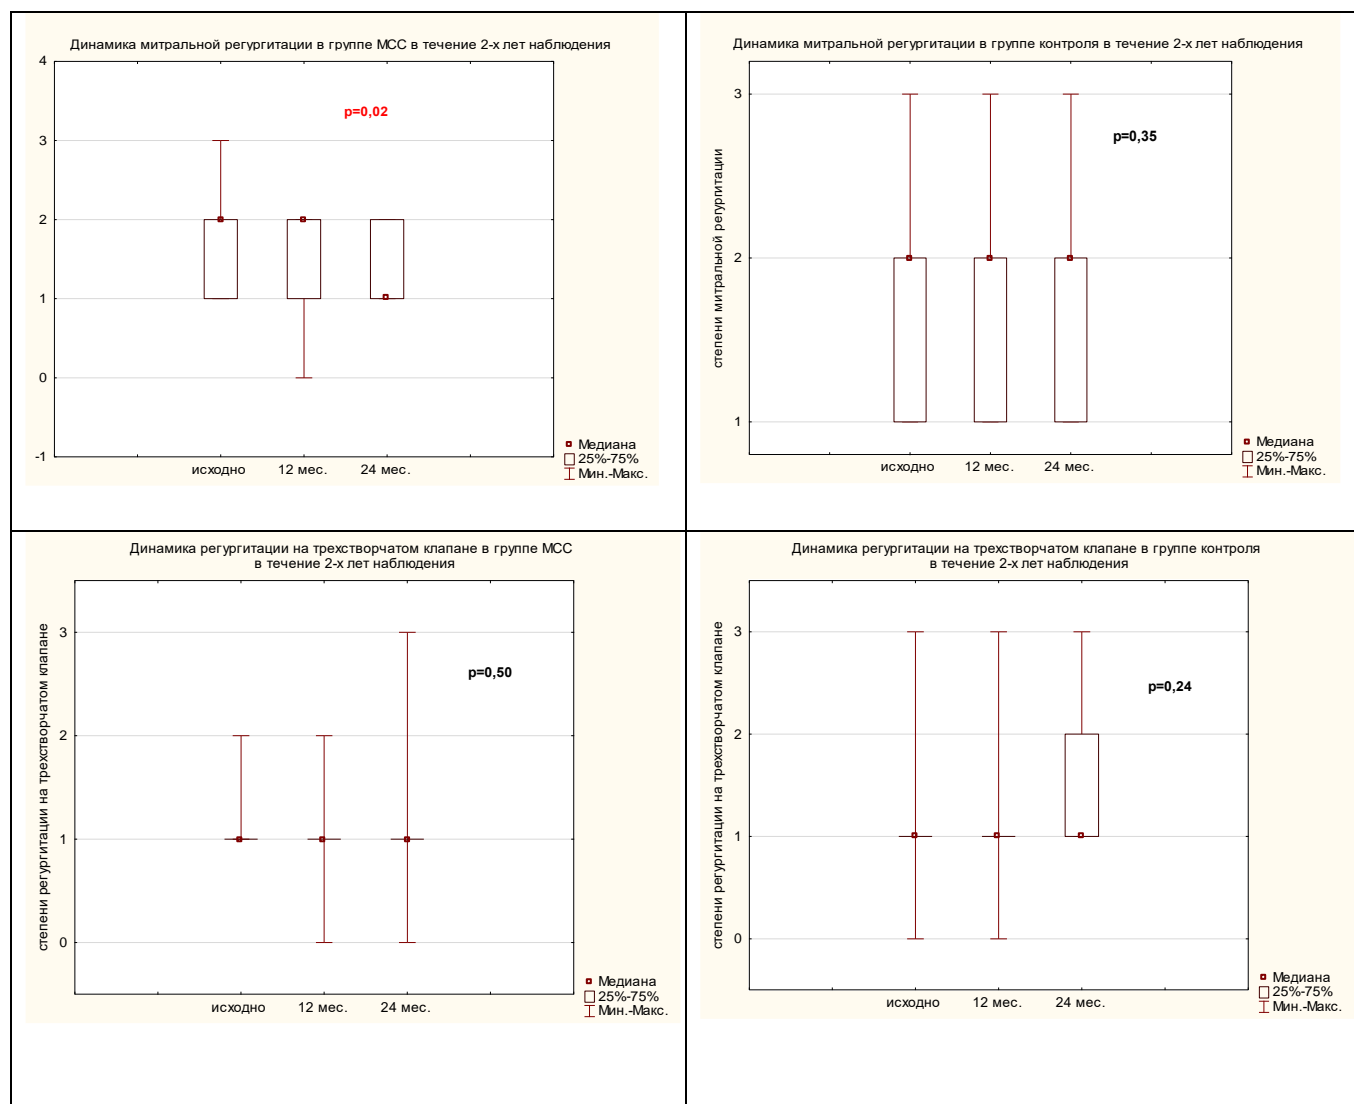 Динамика митральной регургитации в группе МСС в течение 2-х лет наблюдения
4
p=0,02
3
2
1
0
-1
исходно 12 мес. 24 мес.
Медиана
25%-75%
Мин.-Макс.
Динамика митральной регургитации в группе контроля в течение 2-х лет наблюдения
степени митральной регургитации
3
p=0,35
2
1
исходно 12 мес. 24 мес.
Медиана
25%-75%
Мин.-Макс.
Динамика регургитации на трехстворчатом клапане в группе МСС
в течение 2-х лет наблюдения
степени регургитации на трехстворчатом клапане
3
p=0,50
2
1
0
исходно 12 мес. 24 мес.
Медиана
25%-75%
Мин.-Макс.
Динамика регургитации на трехстворчатом клапане в группе контроля
в течение 2-х лет наблюдения
степени регургитации на трехстворчатом клапане
3
p=0,24
2
1
0
исходно 12 мес. 24 мес.
Медиана
25%-75%
Мин.-Макс.